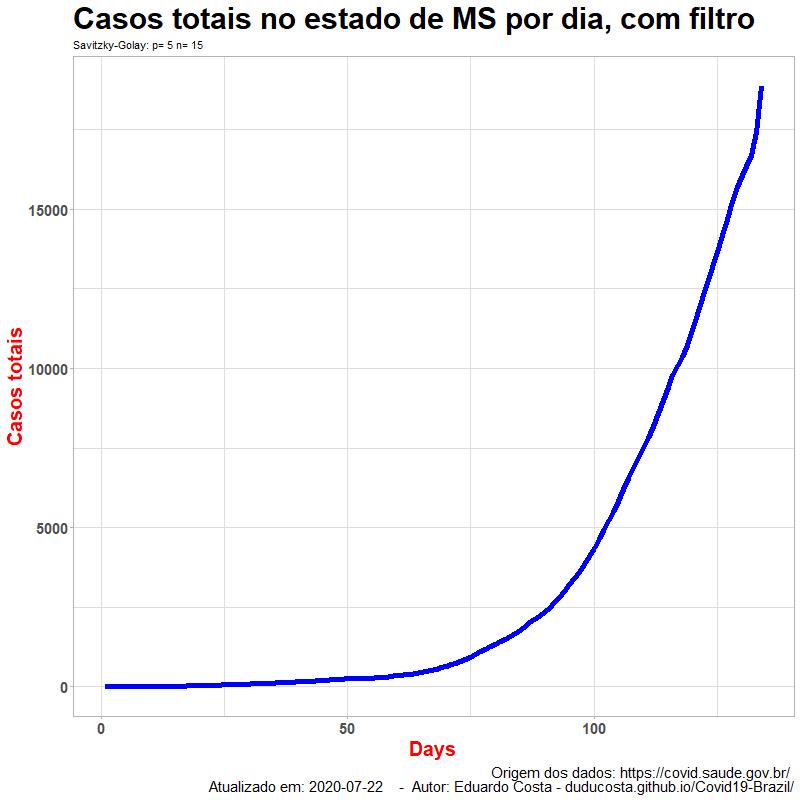 Casos totais no estado de MS por dia, com filtro
Savitzky-Golay: p= 5 n= 15
Casos totais
15000
10000
5000
0
0 50 100
Days
Origem dos dados: https://covid.saude.gov.br/
Atualizado em: 2020-07-22 - Autor: Eduardo Costa - duducosta.github.io/Covid19-Brazil/